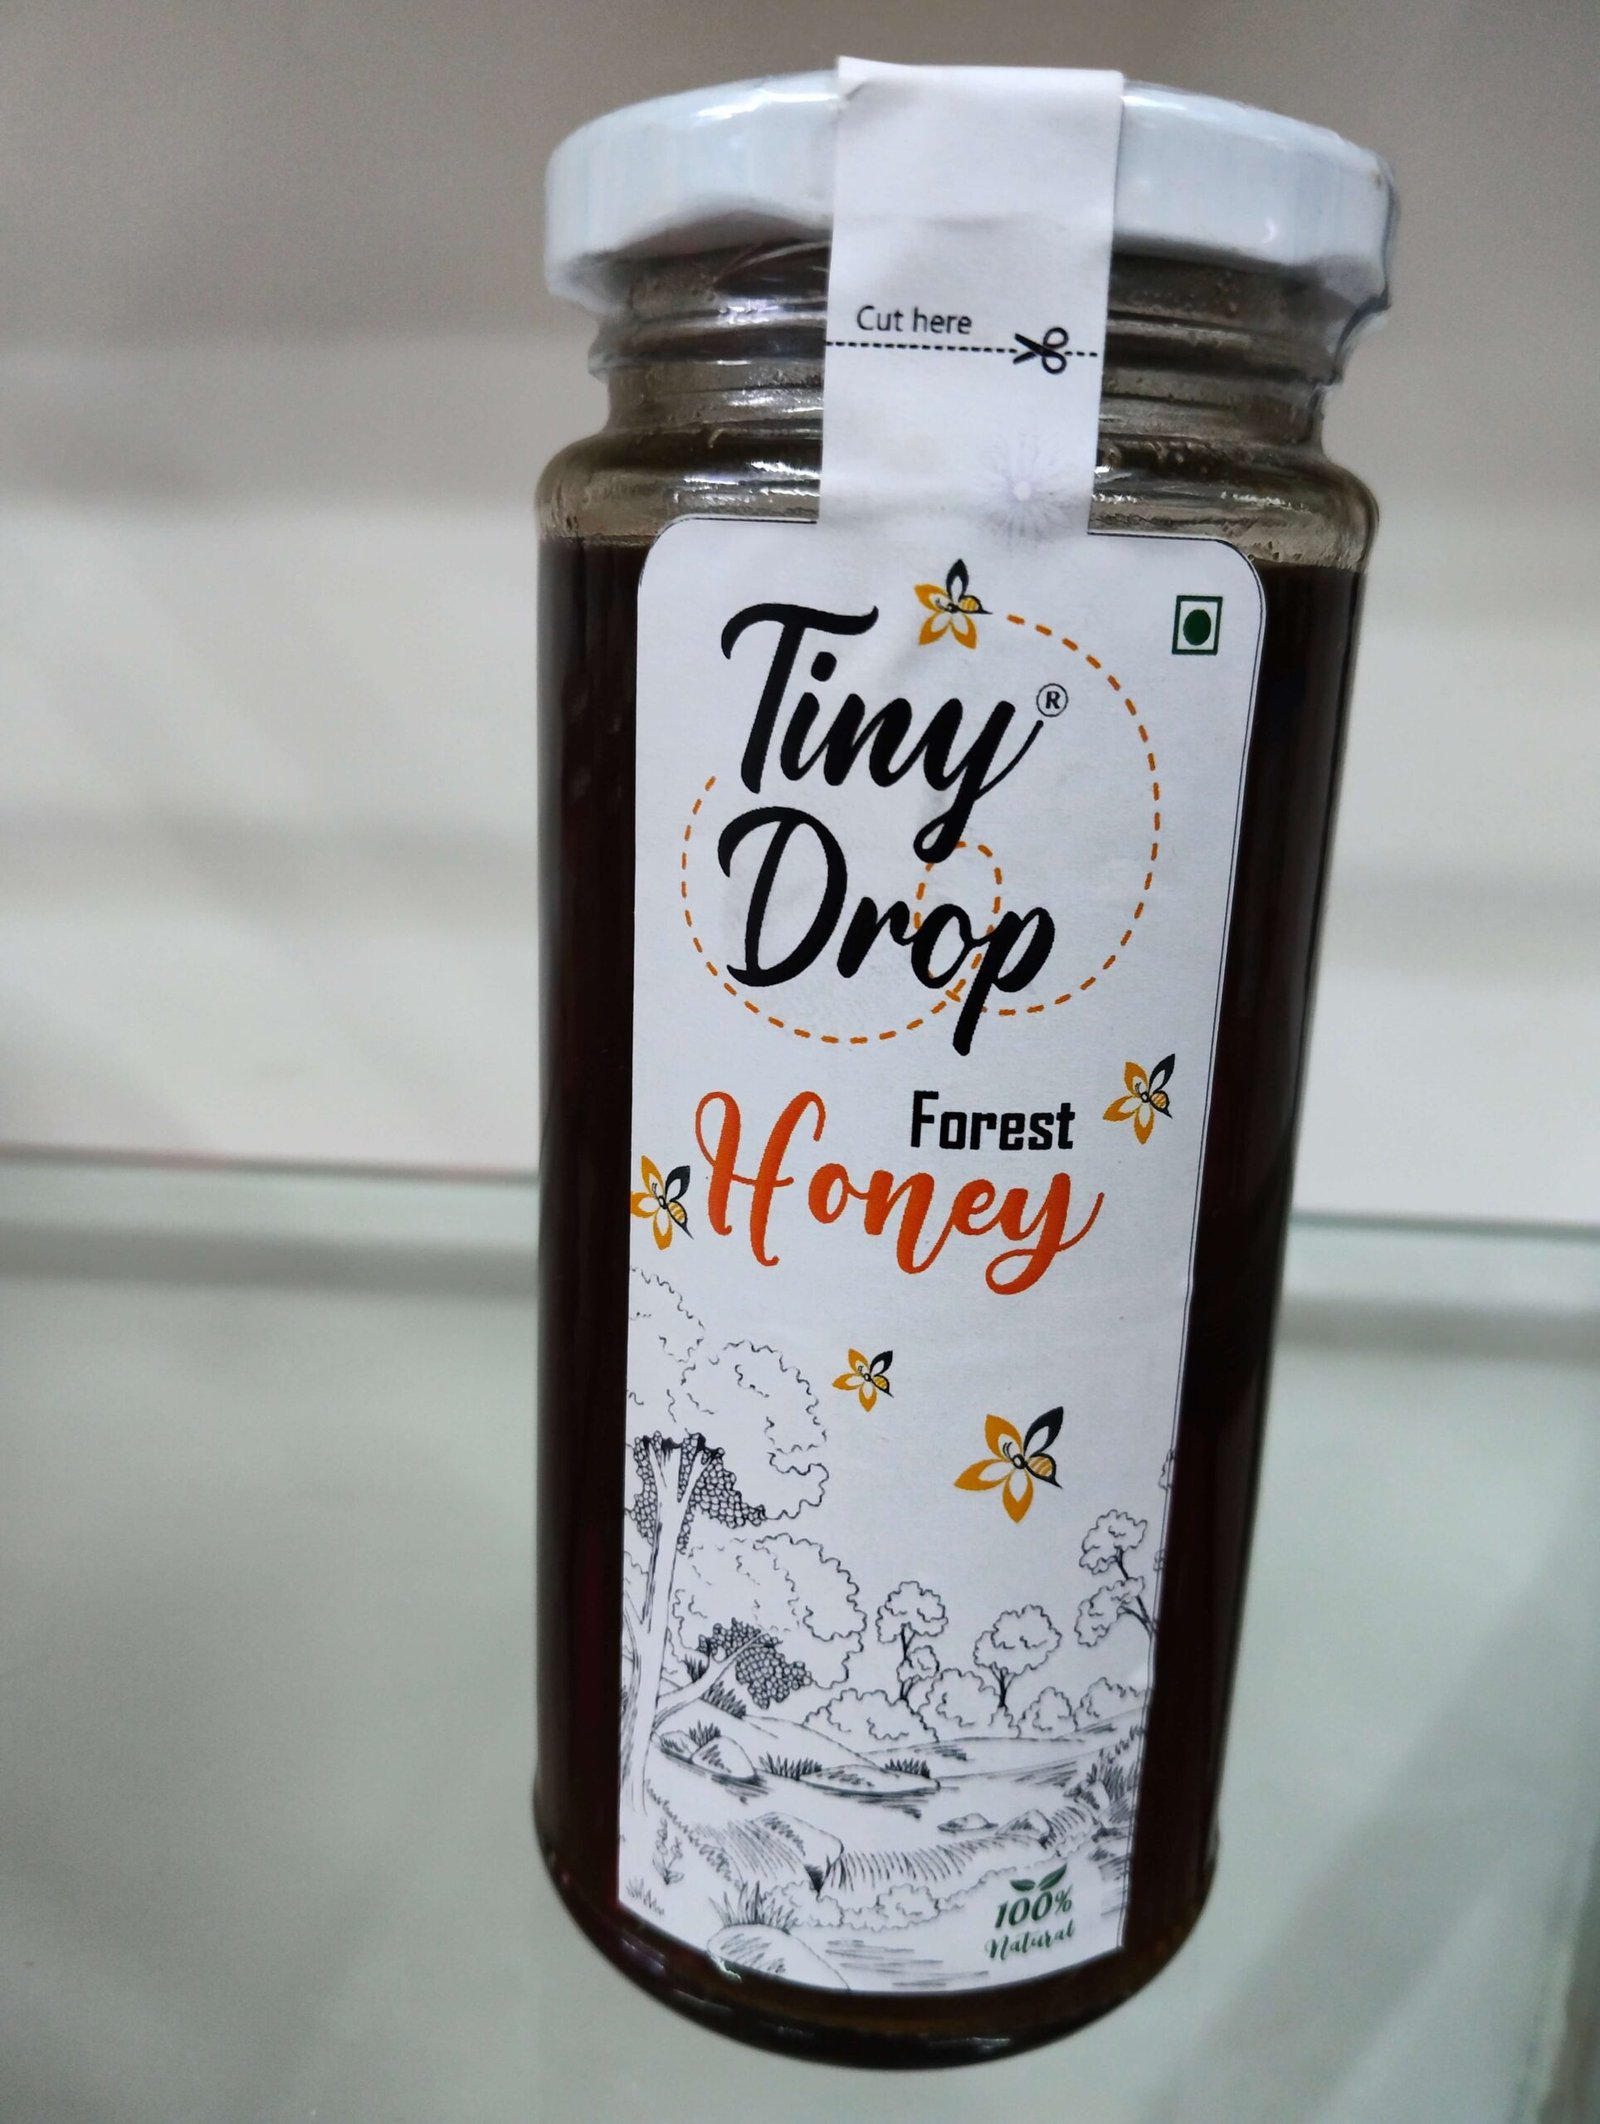 Cut here
Tiny®
Drop
Forest
Honey
100%
Natural